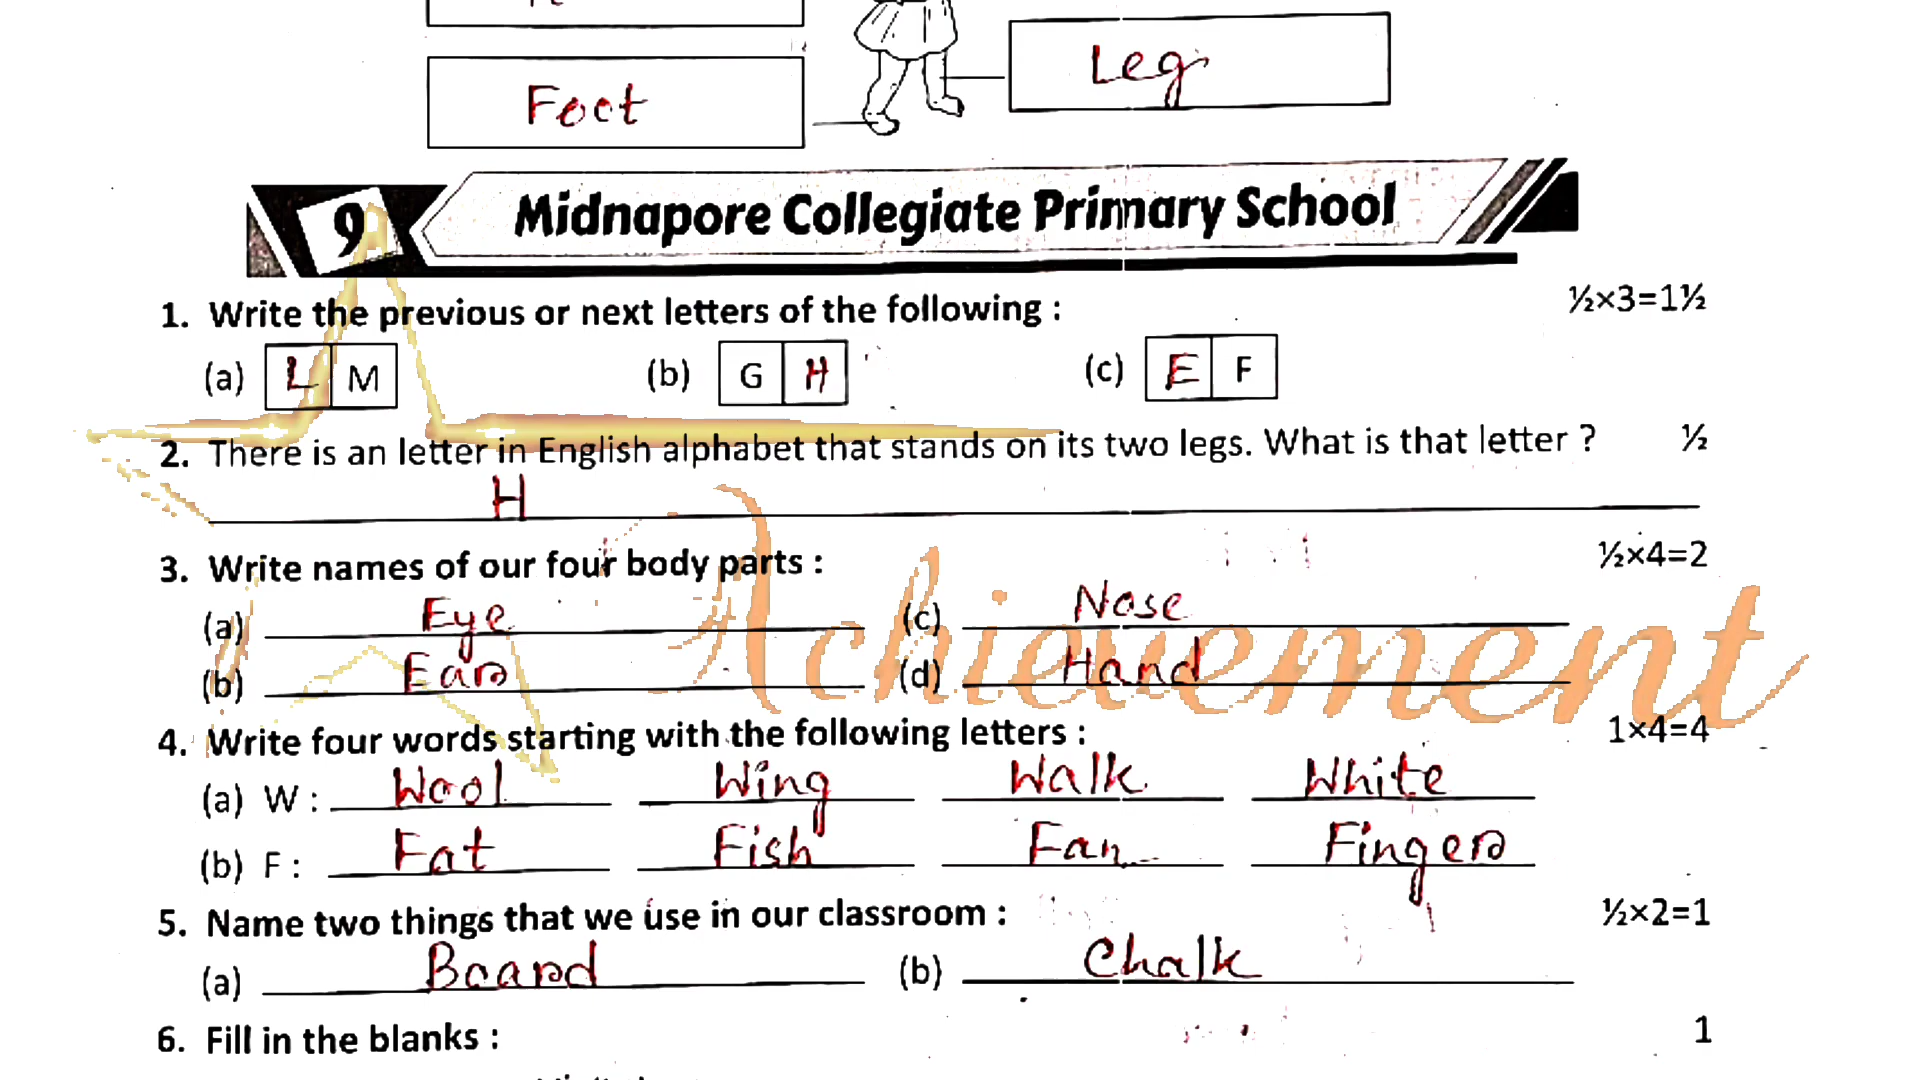 Foot
Leg
9 Midnapore Collegiate Primary School
1. Write the previous or next letters of the following : ½×3=1½
(a) L M (b) G H (c) E F
2. There is an letter in English alphabet that stands on its two legs. What is that letter ? ½
H
3. Write names of our four body parts : ½×4=2
(a) Eye (c) Nose
(b) Ear (d) Hand
Achievement
4. Write four words starting with the following letters : 1×4=4
(a) W : Wool Wing Walk White
(b) F : Fat Fish Fan Finger
5. Name two things that we use in our classroom : ½×2=1
(a) Board (b) Chalk
6. Fill in the blanks : 1